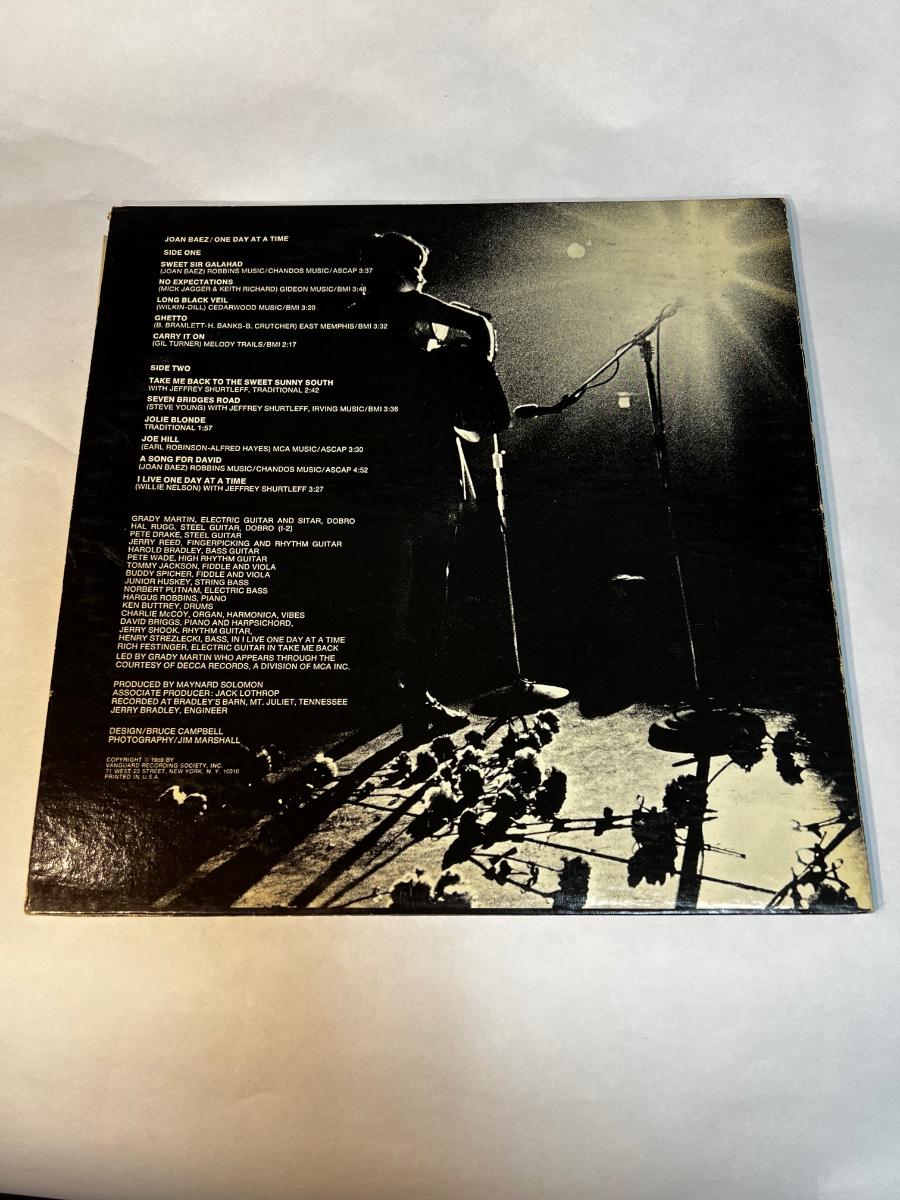 JOAN BAEZ / ONE DAY AT A TIME
SIDE ONE
SWEET SIR GALAHAD
(JOAN BAEZ) ROBBINS MUSIC/CHANDOS MUSIC/ASCAP 3:37
NO EXPECTATIONS
(MICK JAGGER & KEITH RICHARD) GIDEON MUSIC/BMI 3:48
LONG BLACK VEIL
(WILKIN-DILL) CEDARWOOD MUSIC/BMI 3:20
GHETTO
(B. BRAMLETT-H. BANKS-B. CRUTCHER) EAST MEMPHIS/BMI 3:32
CARRY IT ON
(GIL TURNER) MELODY TRAILS/BMI 2:17
SIDE TWO
TAKE ME BACK TO THE SWEET SUNNY SOUTH
WITH JEFFREY SHURTLEFF, TRADITIONAL 2:42
SEVEN BRIDGES ROAD
(STEVE YOUNG) WITH JEFFREY SHURTLEFF, IRVING MUSIC/BMI 3:36
JOLIE BLONDE
TRADITIONAL 1:57
JOE HILL
(EARL ROBINSON-ALFRED HAYES) MCA MUSIC/ASCAP 3:30
A SONG FOR DAVID
(JOAN BAEZ) ROBBINS MUSIC/CHANDOS MUSIC/ASCAP 4:52
I LIVE ONE DAY AT A TIME
(WILLIE NELSON) WITH JEFFREY SHURTLEFF 3:27
GRADY MARTIN, ELECTRIC GUITAR AND SITAR, DOBRO
HAL RUGG, STEEL GUITAR, DOBRO (I-2)
PETE DRAKE, STEEL GUITAR
JERRY REED, FINGERPICKING AND RHYTHM GUITAR
HAROLD BRADLEY, BASS GUITAR
PETE WADE, HIGH RHYTHM GUITAR
TOMMY JACKSON, FIDDLE AND VIOLA
BUDDY SPICHER, FIDDLE AND VIOLA
JUNIOR HUSKEY, STRING BASS
NORBERT PUTNAM, ELECTRIC BASS
HARGUS ROBBINS, PIANO
KEN BUTTREY, DRUMS
CHARLIE McCOY, ORGAN, HARMONICA, VIBES
DAVID BRIGGS, PIANO AND HARPSICHORD,
JERRY SHOOK, RHYTHM GUITAR,
HENRY STREZLECKI, BASS, IN I LIVE ONE DAY AT A TIME
RICH FESTINGER, ELECTRIC GUITAR IN TAKE ME BACK
LED BY GRADY MARTIN WHO APPEARS THROUGH THE
COURTESY OF DECCA RECORDS, A DIVISION OF MCA INC.
PRODUCED BY MAYNARD SOLOMON
ASSOCIATE PRODUCER: JACK LOTHROP
RECORDED AT BRADLEY'S BARN, MT. JULIET, TENNESSEE
JERRY BRADLEY, ENGINEER
DESIGN/BRUCE CAMPBELL
PHOTOGRAPHY/JIM MARSHALL
COPYRIGHT © 1969 BY
VANGUARD RECORDING SOCIETY, INC.
71 WEST 23 STREET, NEW YORK, N. Y. 10010
PRINTED IN U.S.A.